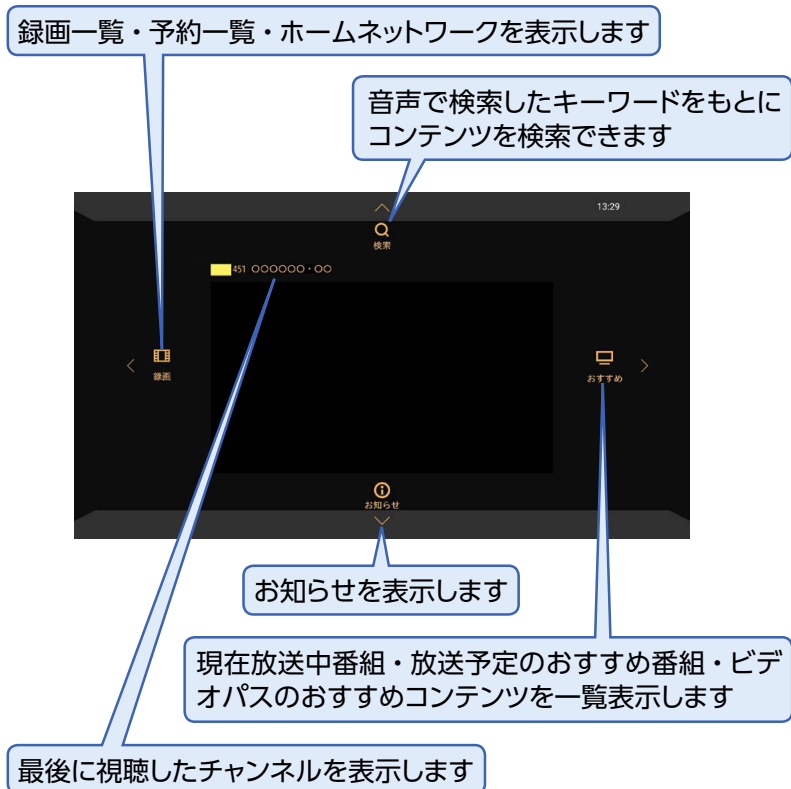 録画一覧・予約一覧・ホームネットワークを表示します
音声で検索したキーワードをもとに
コンテンツを検索できます
13:29
検索
451 〇〇〇〇〇〇・〇〇
録画
おすすめ
お知らせ
お知らせを表示します
現在放送中番組・放送予定のおすすめ番組・ビデ
オパスのおすすめコンテンツを一覧表示します
最後に視聴したチャンネルを表示します